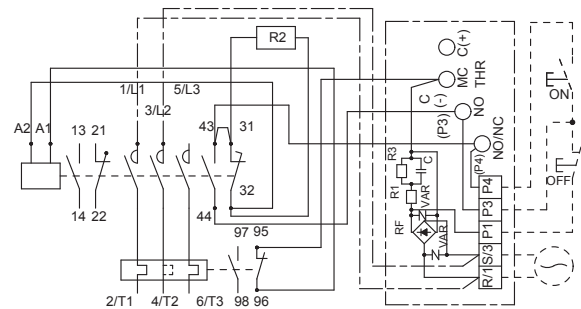 R2
C(+)
1/L1
5/L3
MC
THR
3/L2
C
(-)
(P3)
NO
ON
A2
A1
13
21
43
31
NO/NC
(P4)
R3
C
OFF
32
R1
P4
14
22
44
VAR
P3
RF
P1
97
95
VAR
S/3
R/1
2/T1
4/T2
6/T3
98
96